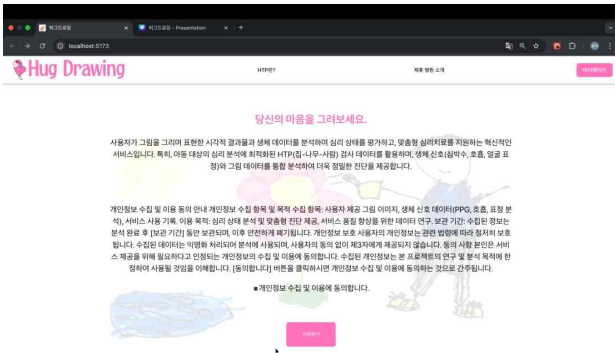 허그드로잉
허그드로잉 - Presentation
localhost:5173
Hug Drawing
HTP란?
제휴 병원 소개
마이페이지
당신의 마음을 그려보세요.
사용자가 그림을 그리며 표현한 시각적 결과물과 생체 데이터를 분석하여 심리 상태를 평가하고, 맞춤형 심리치료를 지원하는 혁신적인
서비스입니다. 특히, 아동 대상의 심리 분석에 최적화된 HTP(집-나무-사람) 검사 데이터를 활용하며, 생체 신호(심박수, 호흡, 얼굴 표
정)와 그림 데이터를 통합 분석하여 더욱 정밀한 진단을 제공합니다.
개인정보 수집 및 이용 동의 안내 개인정보 수집 항목 및 목적 수집 항목: 사용자 제공 그림 이미지, 생체 신호 데이터(PPG, 호흡, 표정 분
석), 서비스 사용 기록. 이용 목적: 심리 상태 분석 및 맞춤형 진단 제공, 서비스 품질 향상을 위한 데이터 연구. 보관 기간: 수집된 정보는
분석 완료 후 [보관 기간] 동안 보관되며, 이후 안전하게 폐기됩니다. 개인정보 보호 사용자의 개인정보는 관련 법령에 따라 철저히 보호
됩니다. 수집된 데이터는 익명화 처리되어 분석에 사용되며, 사용자의 동의 없이 제3자에게 제공되지 않습니다. 동의 사항 본인은 서비
스 제공을 위해 필요하다고 인정되는 개인정보의 수집 및 이용에 동의합니다. 수집된 개인정보는 본 프로젝트의 연구 및 분석 목적에 한
정하여 사용될 것임을 이해합니다. [동의합니다] 버튼을 클릭하시면 개인정보 수집 및 이용에 동의하는 것으로 간주됩니다.
개인정보 수집 및 이용에 동의합니다.
시작하기